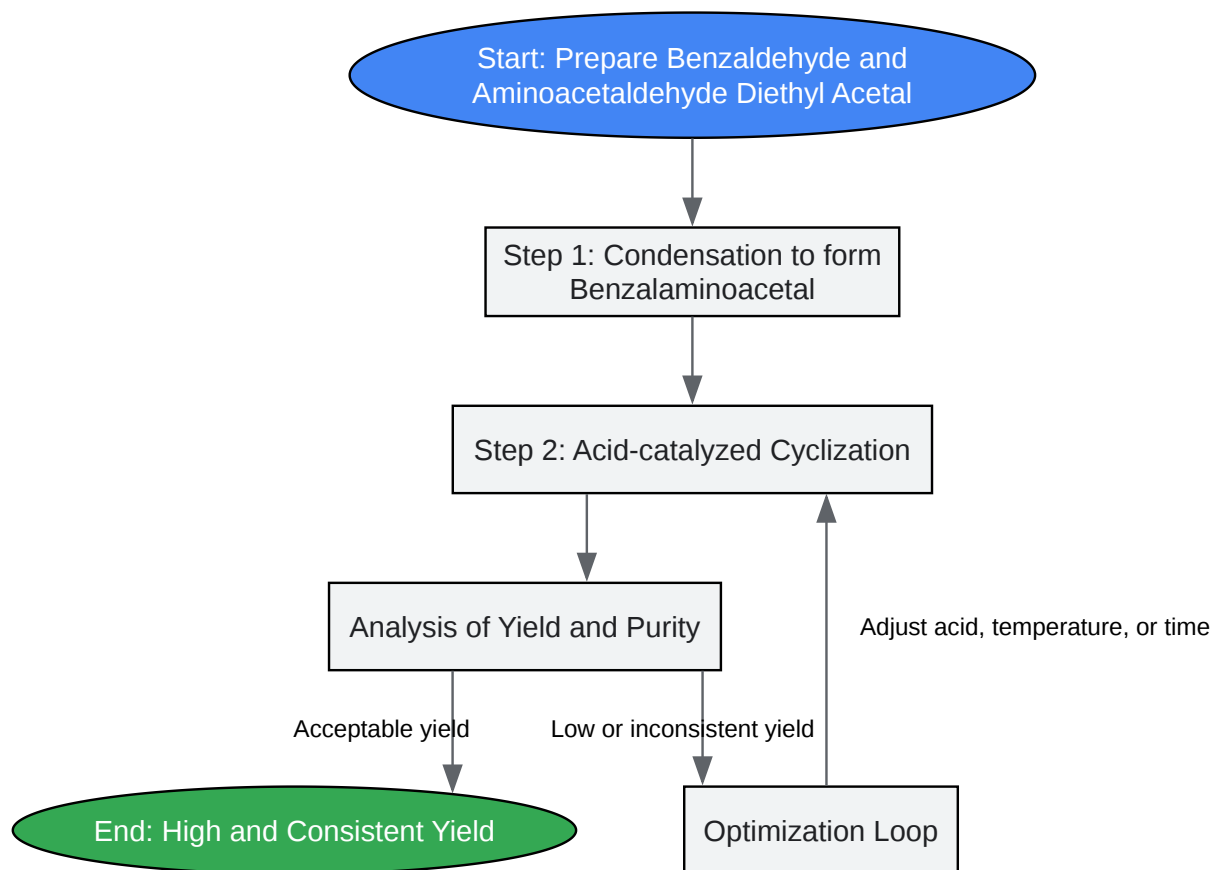 Start: Prepare Benzaldehyde and
Aminoacetaldehyde Diethyl Acetal
Step 1: Condensation to form
Benzalaminoacetal
Step 2: Acid-catalyzed Cyclization
Analysis of Yield and Purity
Adjust acid, temperature, or time
Acceptable yield
Low or inconsistent yield
End: High and Consistent Yield
Optimization Loop